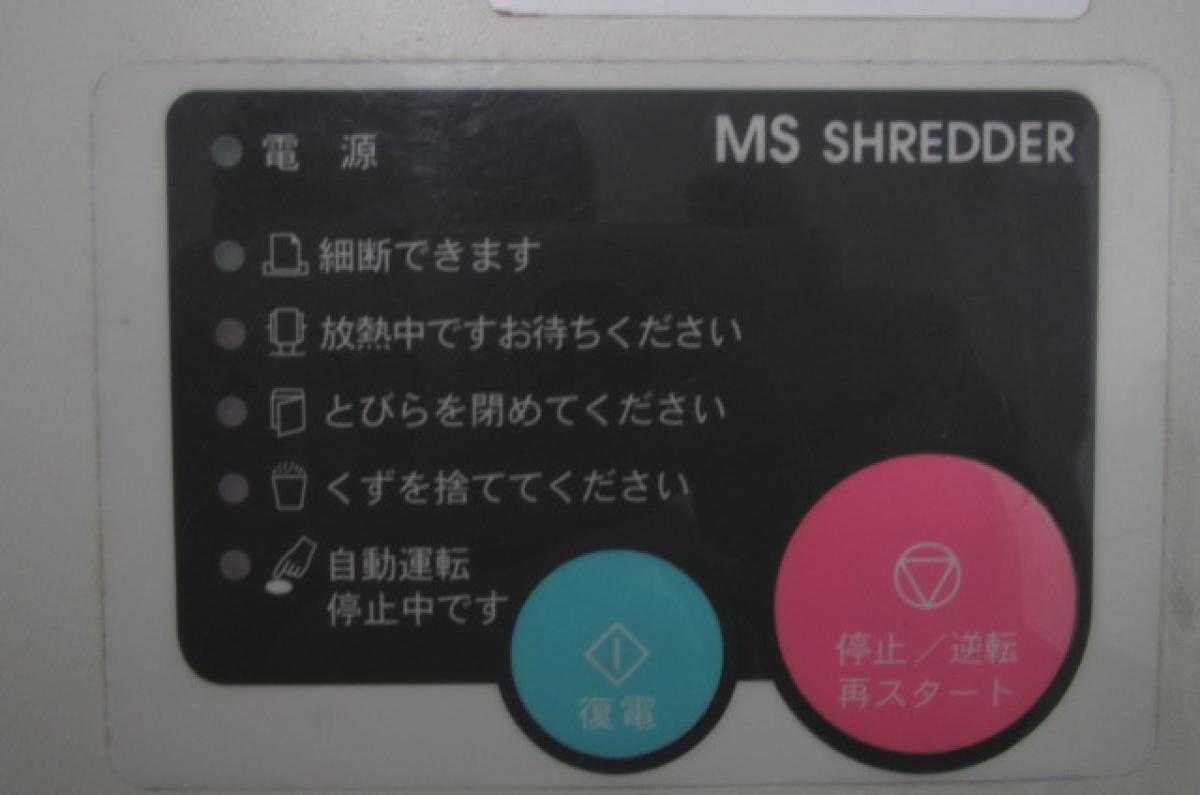 電 源
MS SHREDDER
細断できます
放熱中ですお待ちください
とびらを閉めてください
くずを捨ててください
自動運転
停止中です
復電
停止/逆転
再スタート